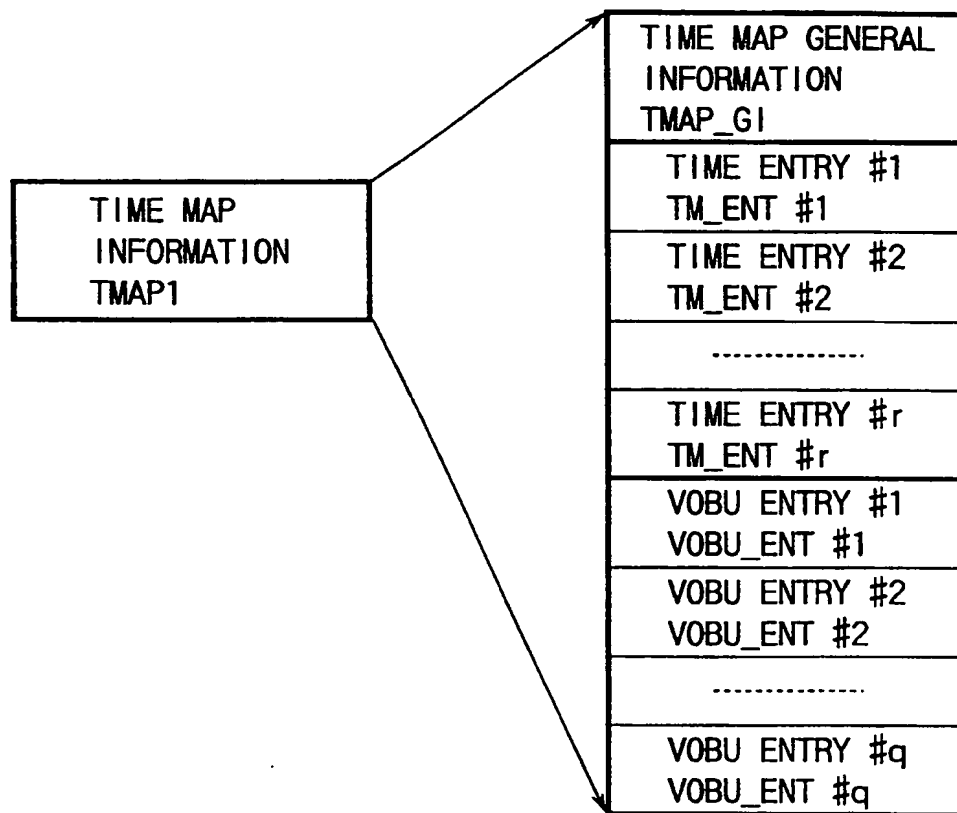 TIME MAP
INFORMATION
TMAP1
TIME MAP GENERAL
INFORMATION
TMAP_GI
TIME ENTRY #1
TM_ENT #1
TIME ENTRY #2
TM_ENT #2
TIME ENTRY #r
TM_ENT #r
VOBU ENTRY #1
VOBU_ENT #1
VOBU ENTRY #2
VOBU_ENT #2
VOBU ENTRY #q
VOBU_ENT #q